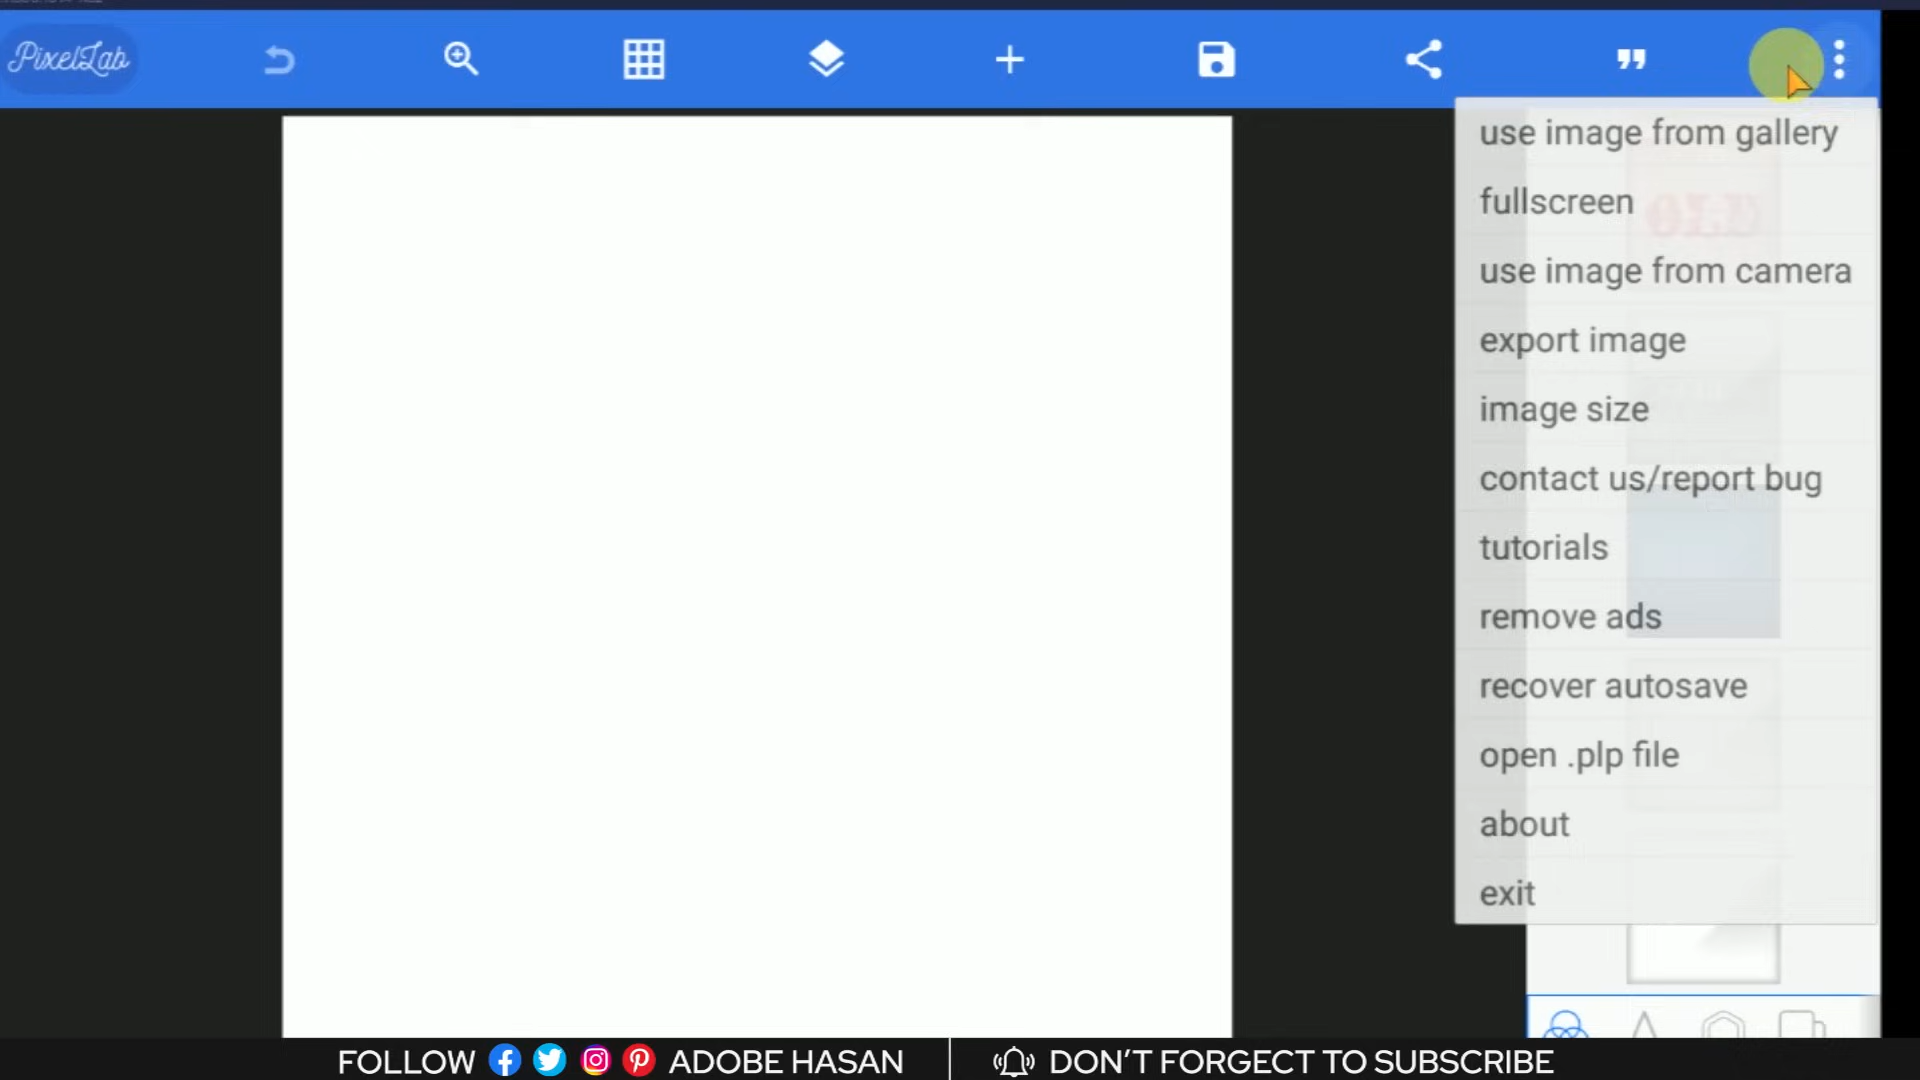 PixelLab
use image from gallery
fullscreen
use image from camera
export image
image size
contact us/report bug
tutorials
remove ads
recover autosave
open .plp file
about
exit
FOLLOW ADOBE HASAN
DON'T FORGECT TO SUBSCRIBE